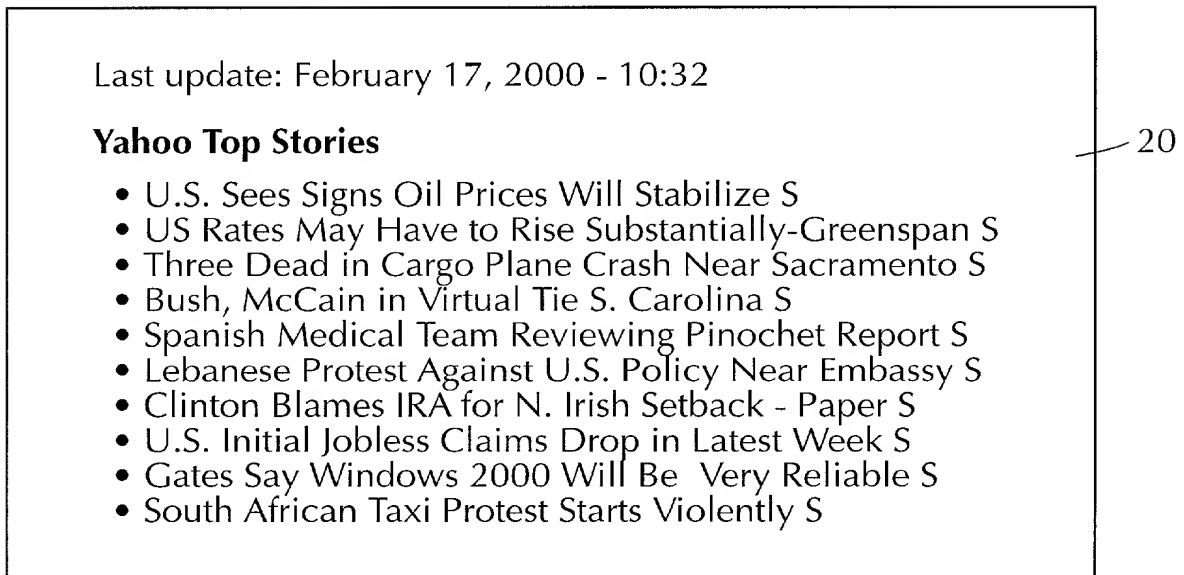 Last update: February 17, 2000 - 10:32
Yahoo Top Stories
20
• U.S. Sees Signs Oil Prices Will Stabilize S
• US Rates May Have to Rise Substantially-Greenspan S
• Three Dead in Cargo Plane Crash Near Sacramento S
• Bush, McCain in Virtual Tie S. Carolina S
• Spanish Medical Team Reviewing Pinochet Report S
• Lebanese Protest Against U.S. Policy Near Embassy S
• Clinton Blames IRA for N. Irish Setback - Paper S
• U.S. Initial Jobless Claims Drop in Latest Week S
• Gates Say Windows 2000 Will Be Very Reliable S
• South African Taxi Protest Starts Violently S